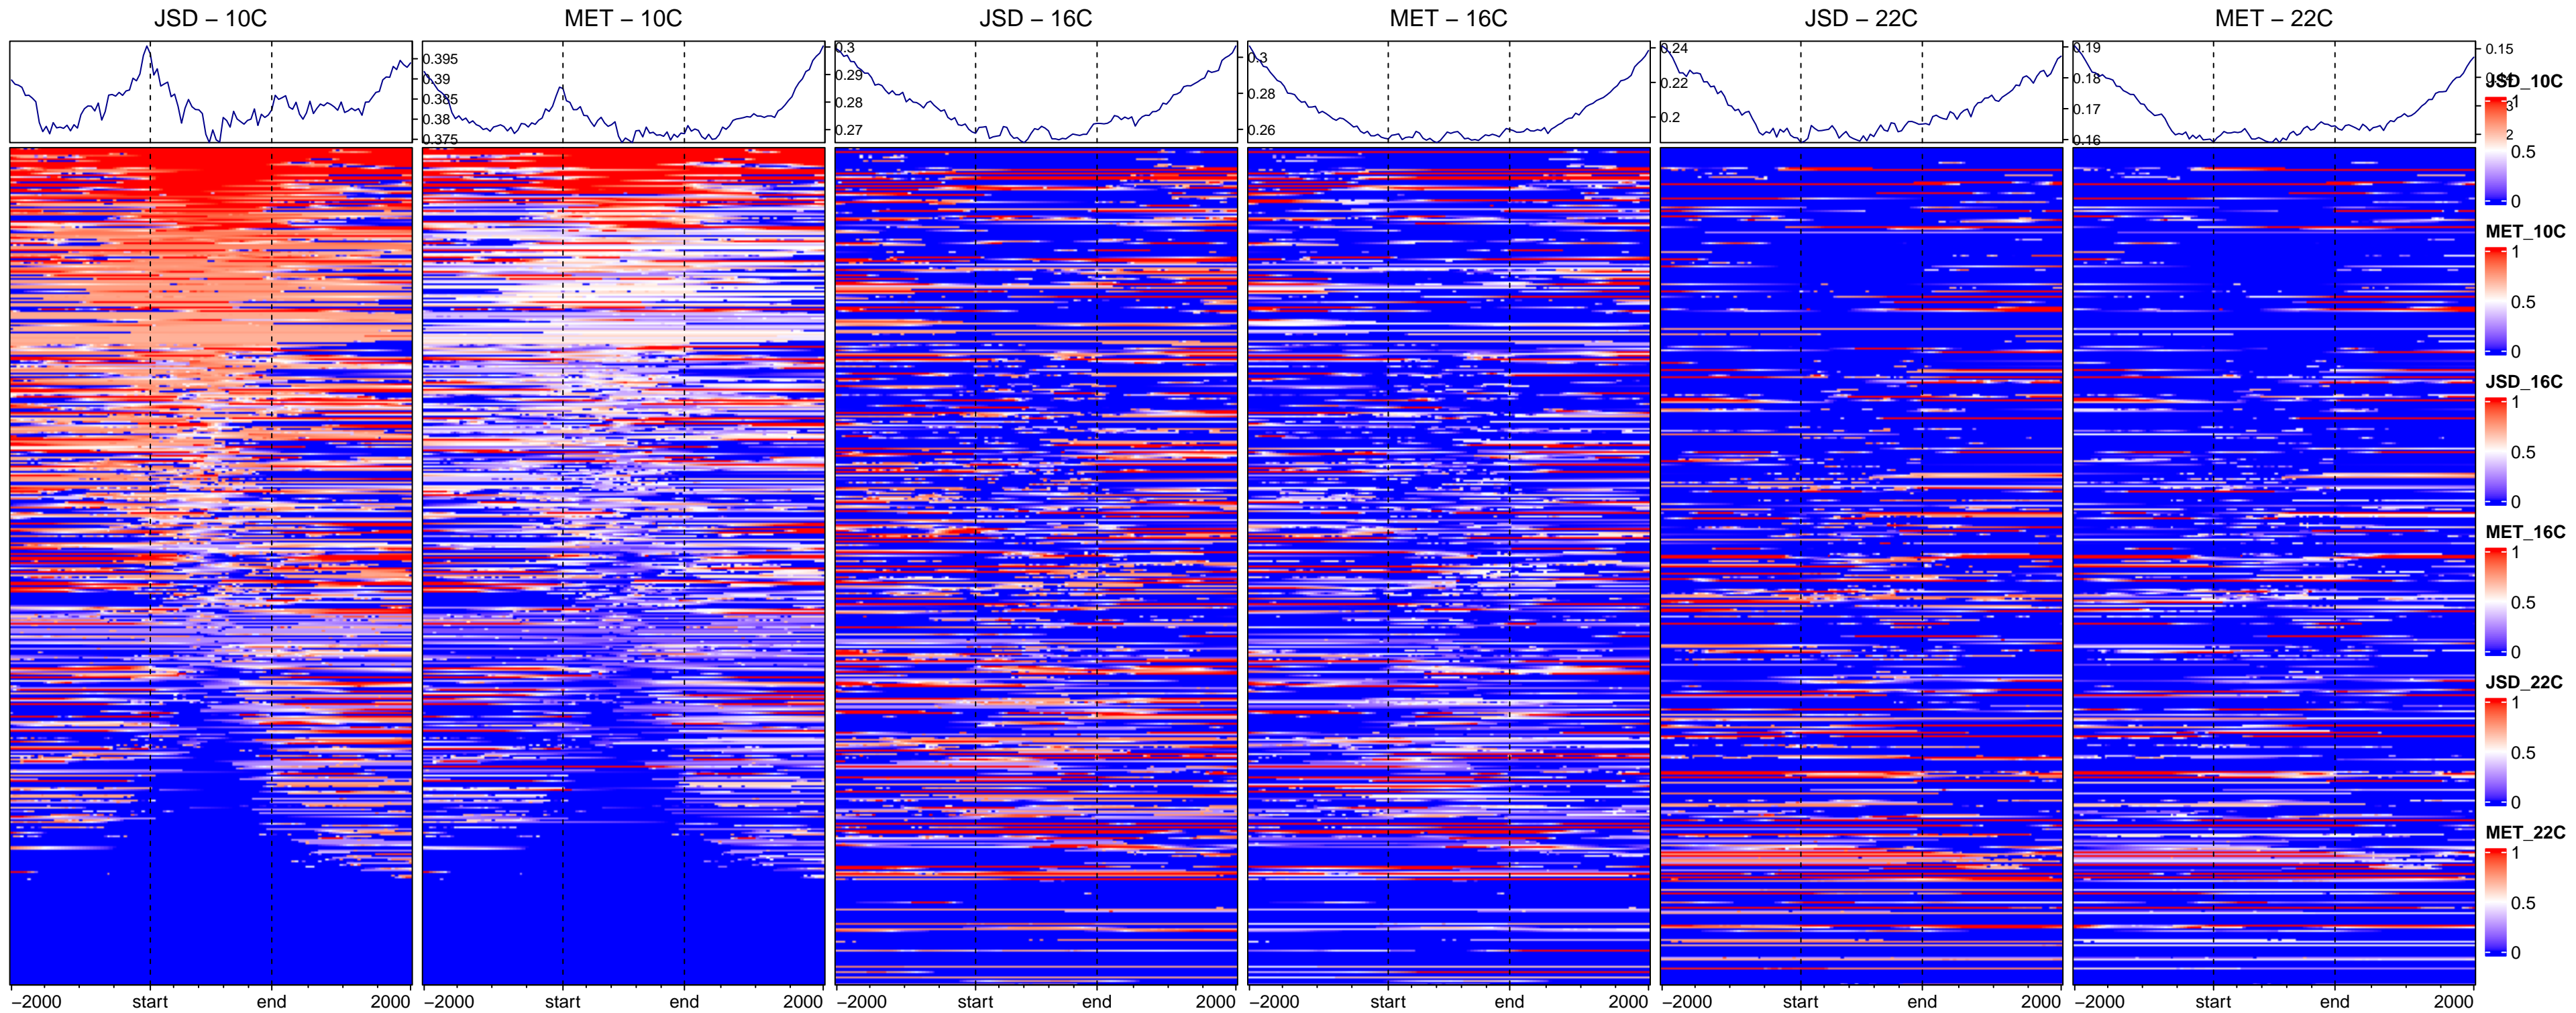 JSD – 10C
MET – 10C
JSD – 16C
MET – 16C
JSD – 22C
MET – 22C
0.395
0.39
0.385
0.38
0.375
0.3
0.29
0.28
0.27
0.3
0.28
0.26
0.24
0.22
0.2
0.19
0.18
0.17
0.16
0.15
JSD_10C
1
0.5
0
MET_10C
1
0.5
0
JSD_16C
1
0.5
0
MET_16C
1
0.5
0
JSD_22C
1
0.5
0
MET_22C
1
0.5
0
−2000 start end 2000
−2000 start end 2000
−2000 start end 2000
−2000 start end 2000
−2000 start end 2000
−2000 start end 2000